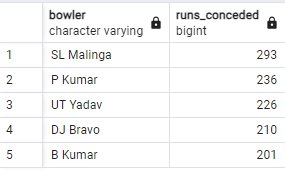 bowler runs_conceded
character varying bigint
1 SL Malinga 293
2 P Kumar 236
3 UT Yadav 226
4 DJ Bravo 210
5 B Kumar 201